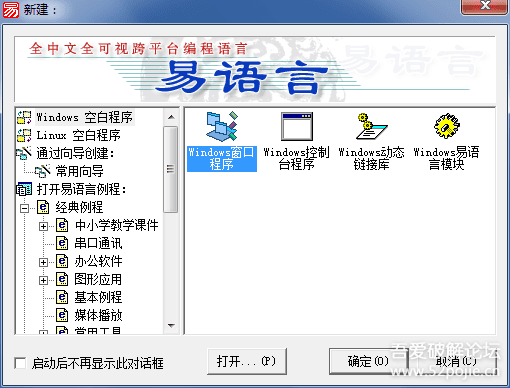 新建：
全中文全可视跨平台编程语言
易语言
Windows 空白程序
Linux 空白程序
通过向导创建：
常用向导
打开易语言例程：
经典例程
中小学教学课件
串口通讯
办公软件
图形应用
基本例程
媒体播放
常用工具
Windows窗口
程序
Windows控制
台程序
Windows动态
链接库
Windows易语
言模块
启动后不再显示此对话框
打开...(P)
确定(O)
取消(C)
吾爱破解论坛
www.52pojie.cn